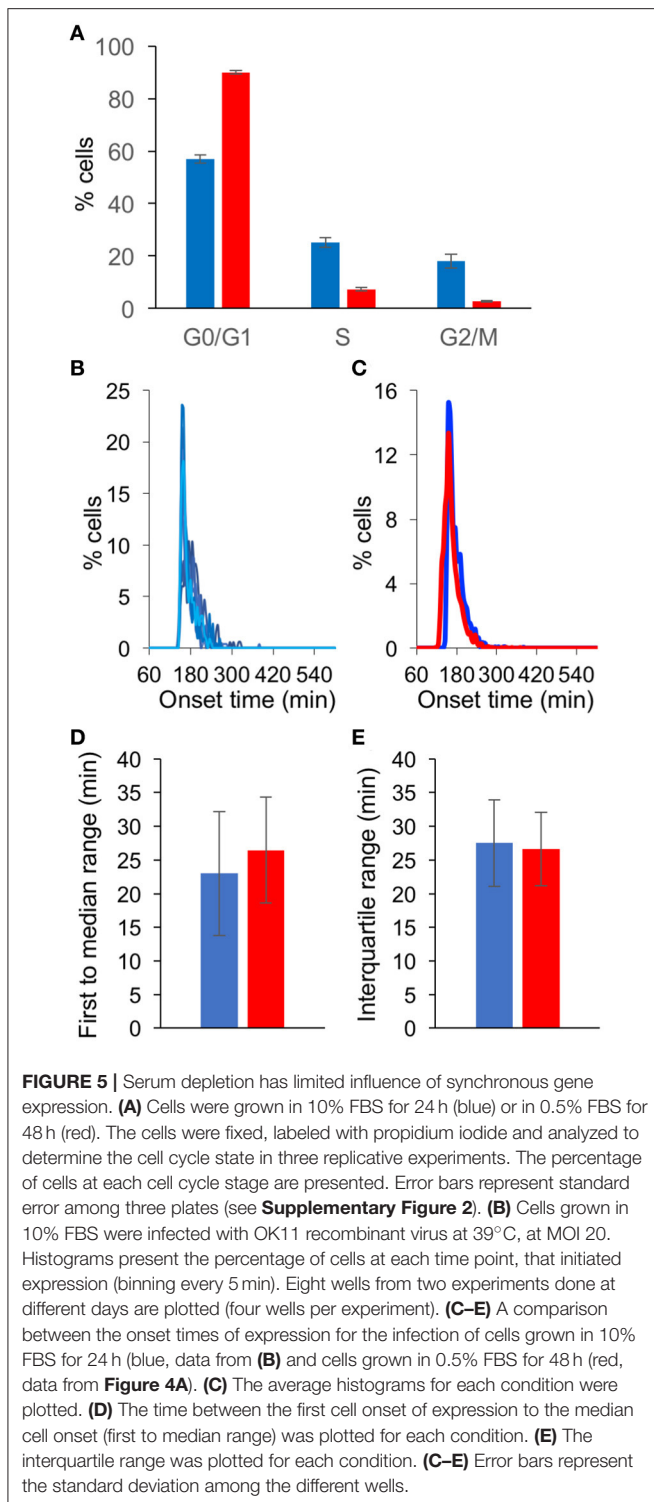 A
100
80
60
40
20
0
% cells
G0/G1 S G2/M
B
25
20
15
10
5
0
% cells
60 180 300 420 540
Onset time (min)
C
16
12
8
4
0
% cells
60 180 300 420 540
Onset time (min)
D
40
35
30
25
20
15
10
5
0
First to median range (min)
E
40
35
30
25
20
15
10
5
0
Interquartile range (min)
FIGURE 5 | Serum depletion has limited influence of synchronous gene
expression. (A) Cells were grown in 10% FBS for 24 h (blue) or in 0.5% FBS for
48 h (red). The cells were fixed, labeled with propidium iodide and analyzed to
determine the cell cycle state in three replicative experiments. The percentage
of cells at each cell cycle stage are presented. Error bars represent standard
error among three plates (see Supplementary Figure 2). (B) Cells grown in
10% FBS were infected with OK11 recombinant virus at 39°C, at MOI 20.
Histograms present the percentage of cells at each time point, that initiated
expression (binning every 5 min). Eight wells from two experiments done at
different days are plotted (four wells per experiment). (C–E) A comparison
between the onset times of expression for the infection of cells grown in 10%
FBS for 24 h (blue, data from (B) and cells grown in 0.5% FBS for 48 h (red,
data from Figure 4A). (C) The average histograms for each condition were
plotted. (D) The time between the first cell onset of expression to the median
cell onset (first to median range) was plotted for each condition. (E) The
interquartile range was plotted for each condition. (C–E) Error bars represent
the standard deviation among the different wells.